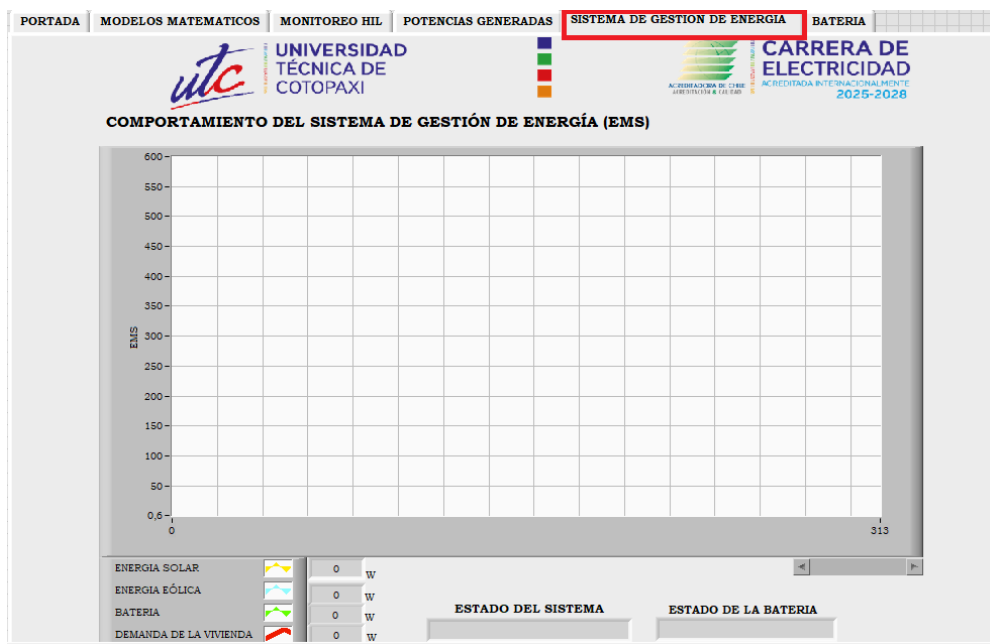 PORTADA MODELOS MATEMATICOS MONITOREO HIL POTENCIAS GENERADAS SISTEMA DE GESTION DE ENERGIA BATERIA
utc UNIVERSIDAD TÉCNICA DE COTOPAXI
CARRERA DE
ELECTRICIDAD
ACREDITADA INTERNACIONALMENTE
2025-2028
COMPORTAMIENTO DEL SISTEMA DE GESTIÓN DE ENERGÍA (EMS)
600
550
500
450
400
350
EMS
300
250
200
150
100
50
0,6
0 313
ENERGIA SOLAR 0 W
ENERGIA EÓLICA 0 W
BATERIA 0 W
DEMANDA DE LA VIVIENDA 0 W
ESTADO DEL SISTEMA ESTADO DE LA BATERIA